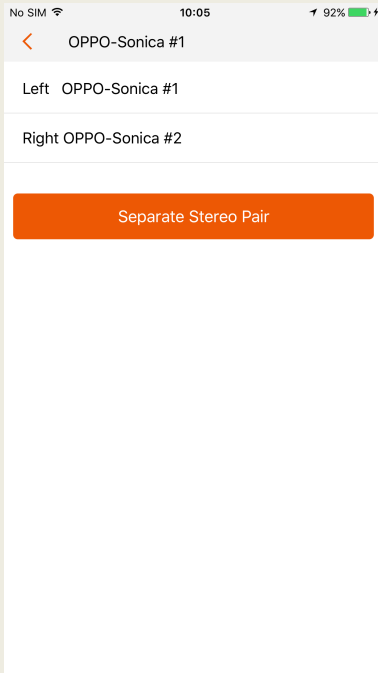 No SIM 10:05 92%
OPPO-Sonica #1
Left OPPO-Sonica #1
Right OPPO-Sonica #2
Separate Stereo Pair